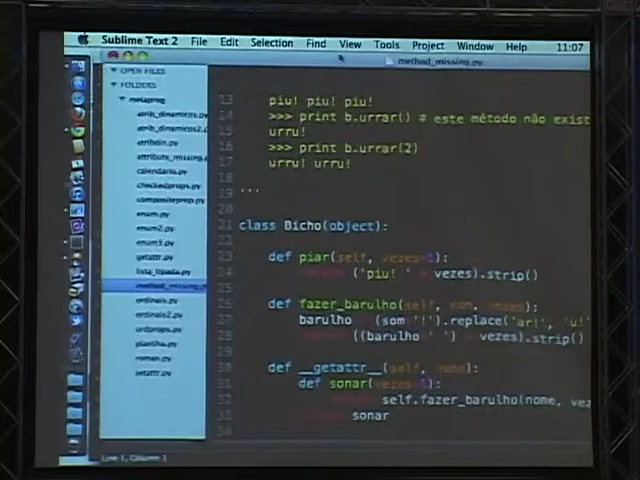 Sublime Text 2 File Edit Selection Find View Tools Project Window Help 11:07
method_missing.py
OPEN FILES
FOLDERS
metaprog
atrib_dinamicos.py
atrib_dinamicos2.p
atribdin.py
attribute_missing.p
calendario.py
checkedprops.py
compositeprop.py
enum.py
enum2.py
enum3.py
getattr.py
lista_tipada.py
method_missing.p
ordinais.py
ordinais2.py
ordprops.py
planilha.py
roman.py
setattr.py
13 piu! piu! piu!
14 >>> print b.urrar() # este método não exist
15 urru!
16 >>> print b.urrar(2)
17 urru! urru!
18
19 '''
20
21 class Bicho(object):
22
23 def piar(self, vezes=1):
24 return ('piu! ' * vezes).strip()
25
26 def fazer_barulho(self, som, vezes):
27 barulho (som '!').replace('ar!', 'u!'
28 ((barulho ' ') vezes).strip()
29
30 def __getattr__(self, nome):
31 def sonar(vezes=1):
32 self.fazer_barulho(nome, vez
33 sonar
34
Line 1, Column 1